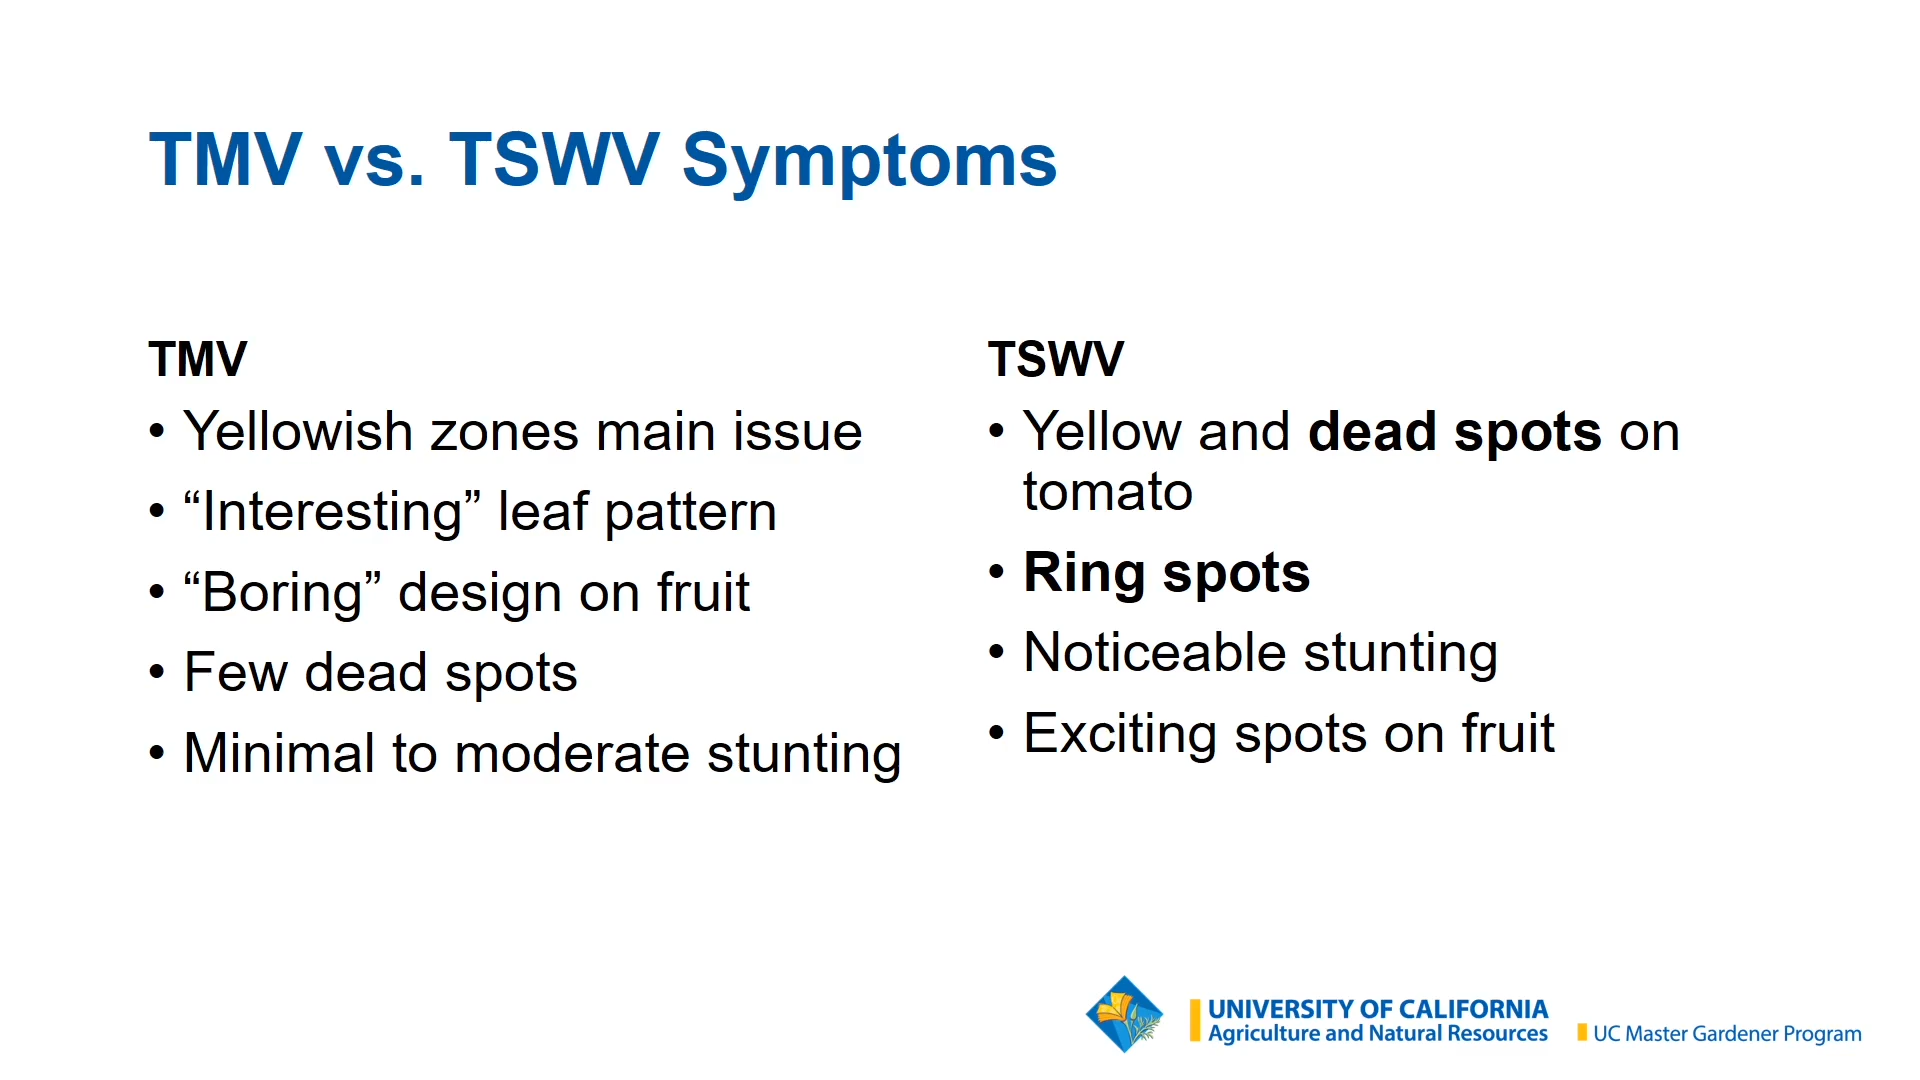 TMV vs. TSWV Symptoms
TMV
• Yellowish zones main issue
• “Interesting” leaf pattern
• “Boring” design on fruit
• Few dead spots
• Minimal to moderate stunting
TSWV
• Yellow and dead spots on
tomato
• Ring spots
• Noticeable stunting
• Exciting spots on fruit
UNIVERSITY OF CALIFORNIA
Agriculture and Natural Resources
UC Master Gardener Program